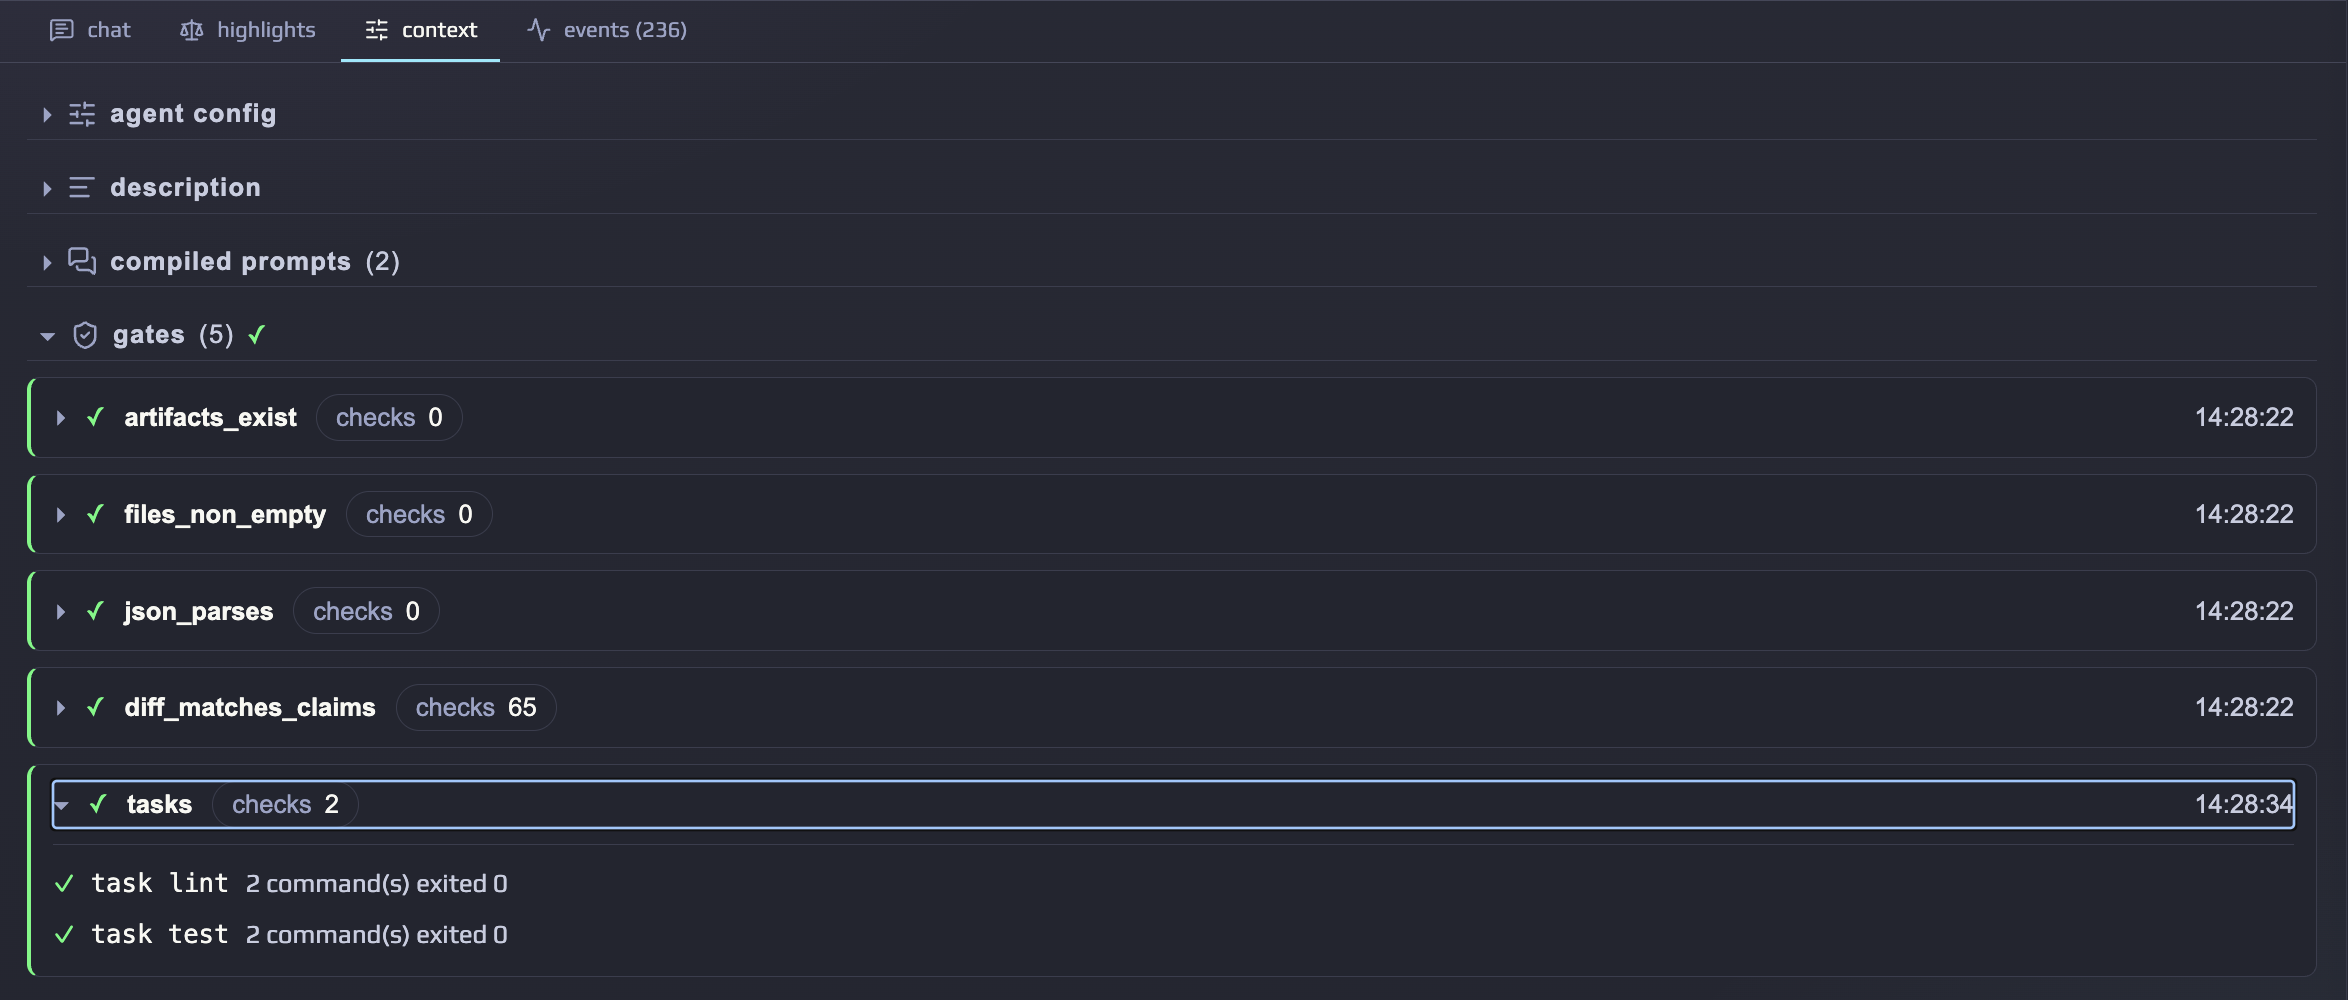 chat highlights context events (236)
agent config
description
compiled prompts (2)
gates (5) ✓
✓ artifacts_exist checks 0 14:28:22
✓ files_non_empty checks 0 14:28:22
✓ json_parses checks 0 14:28:22
✓ diff_matches_claims checks 65 14:28:22
✓ tasks checks 2 14:28:34
✓ task lint 2 command(s) exited 0
✓ task test 2 command(s) exited 0